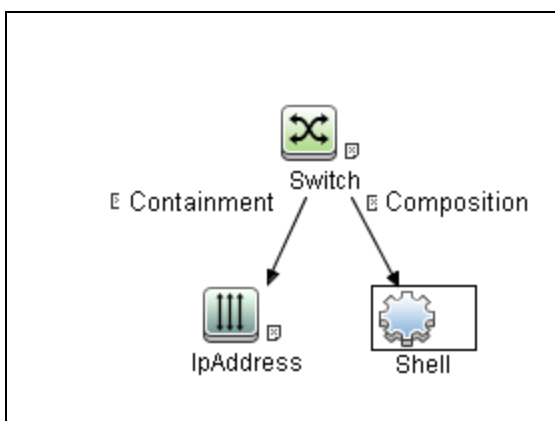 Switch
Containment
Composition
IpAddress
Shell